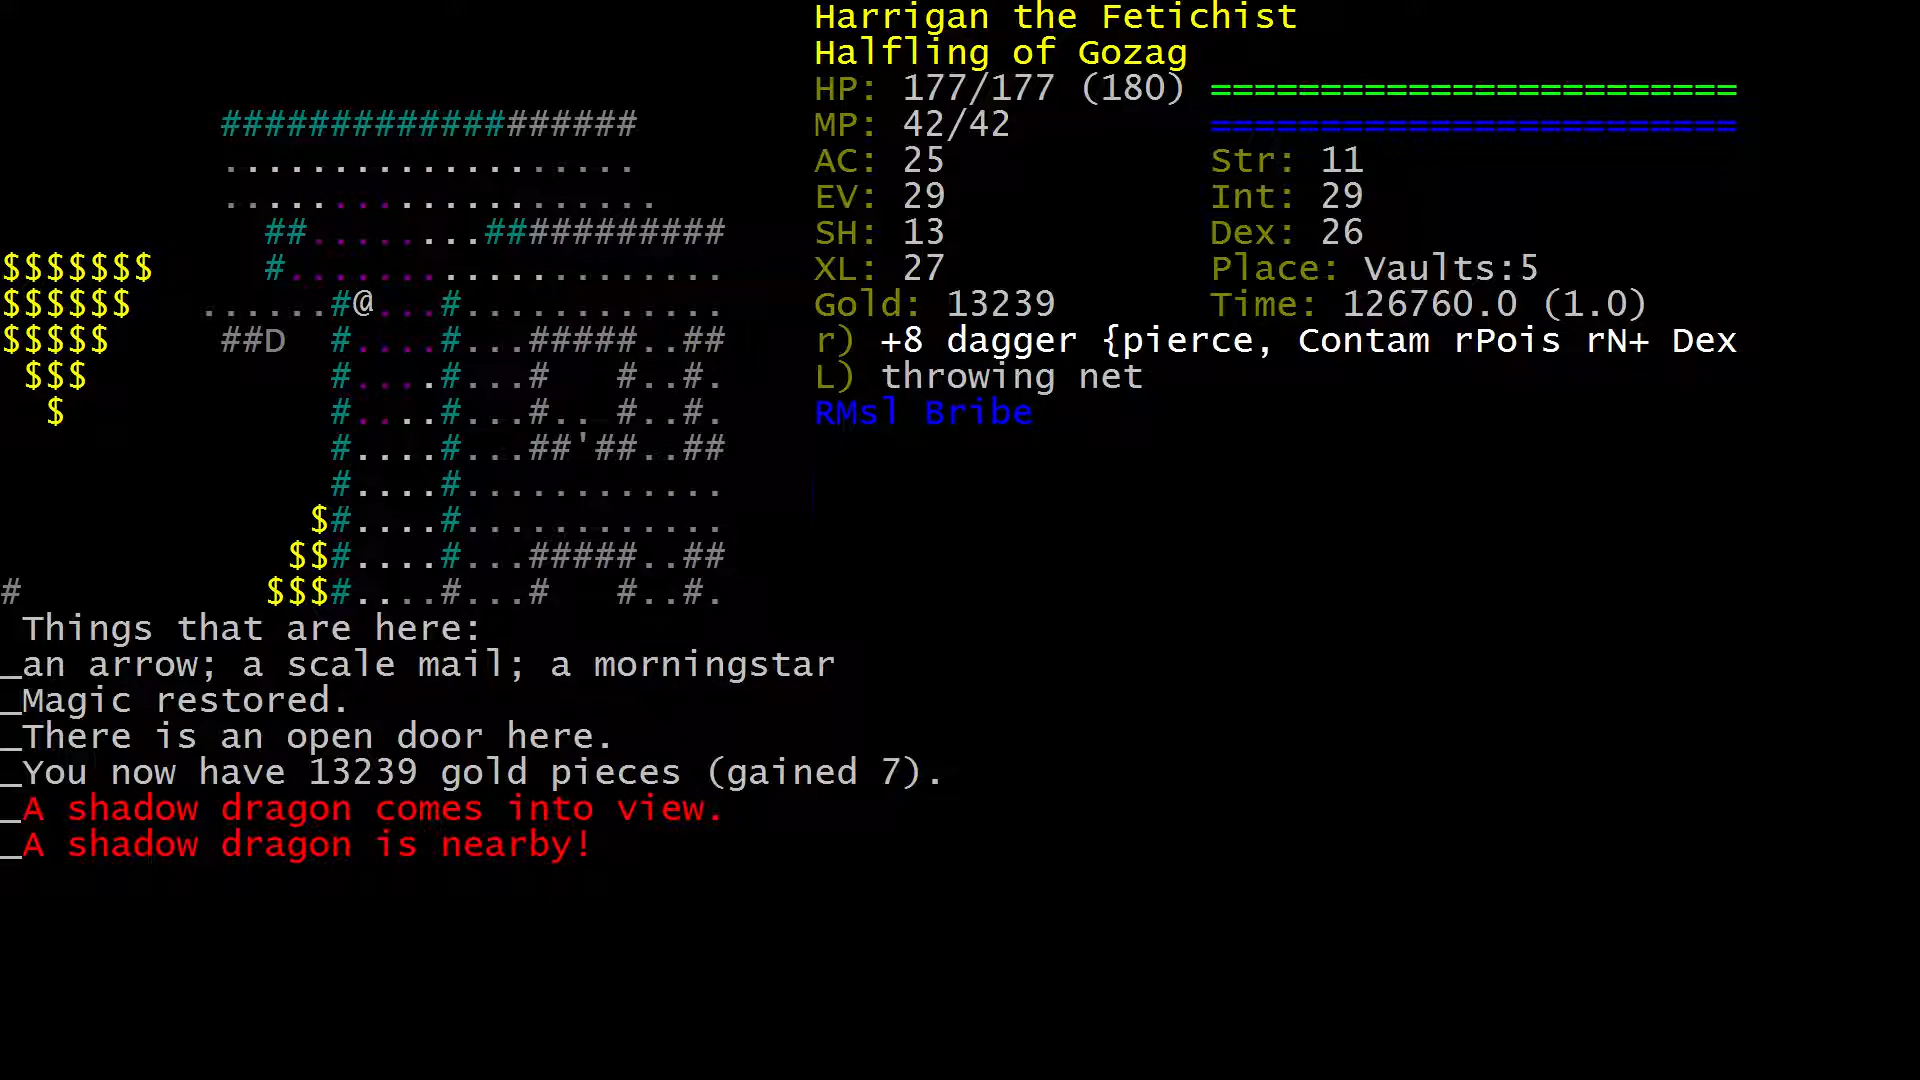 Harrigan the Fetichist
Halfling of Gozag
HP: 177/177 (180) ========================
MP: 42/42 ========================
AC: 25 Str: 11
EV: 29 Int: 29
SH: 13 Dex: 26
XL: 27 Place: Vaults:5
Gold: 13239 Time: 126760.0 (1.0)
r) +8 dagger {pierce, Contam rPois rN+ Dex
L) throwing net
RMsl Bribe
###################
...................
....................
##........###########
$$$$$$$ #....................
$$$$$$ ......#@...#............
$$$$$ ##D #....#...#####..##
$$$ #....#...# #..#.
$ #....#...#.. #..#.
#....#...##'##..##
#....#............
$#....#............
$$#....#...#####..##
# $$$#....#...# #..#.
_Things that are here:
_an arrow; a scale mail; a morningstar
_Magic restored.
_There is an open door here.
_You now have 13239 gold pieces (gained 7).
_A shadow dragon comes into view.
_A shadow dragon is nearby!